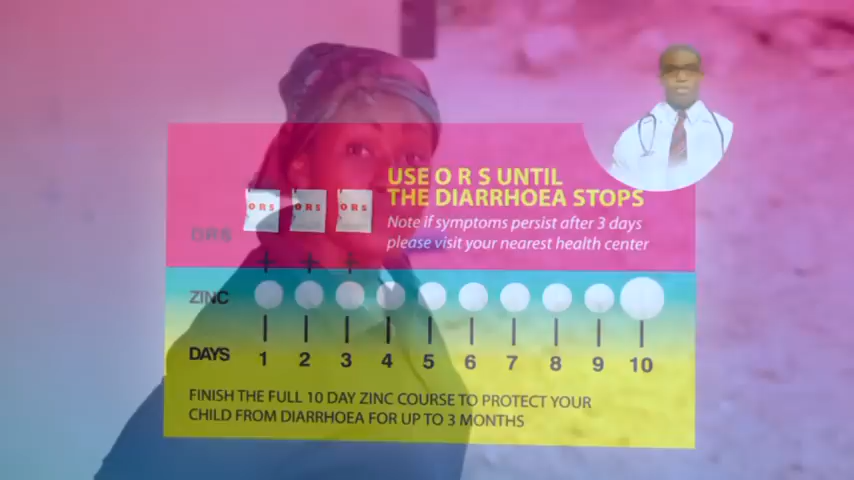 USE O R S UNTIL
THE DIARRHOEA STOPS
Note if symptoms persist after 3 days
please visit your nearest health center
O R S O R S O R S
ORS
+ + +
ZINC
DAYS 1 2 3 4 5 6 7 8 9 10
FINISH THE FULL 10 DAY ZINC COURSE TO PROTECT YOUR
CHILD FROM DIARRHOEA FOR UP TO 3 MONTHS